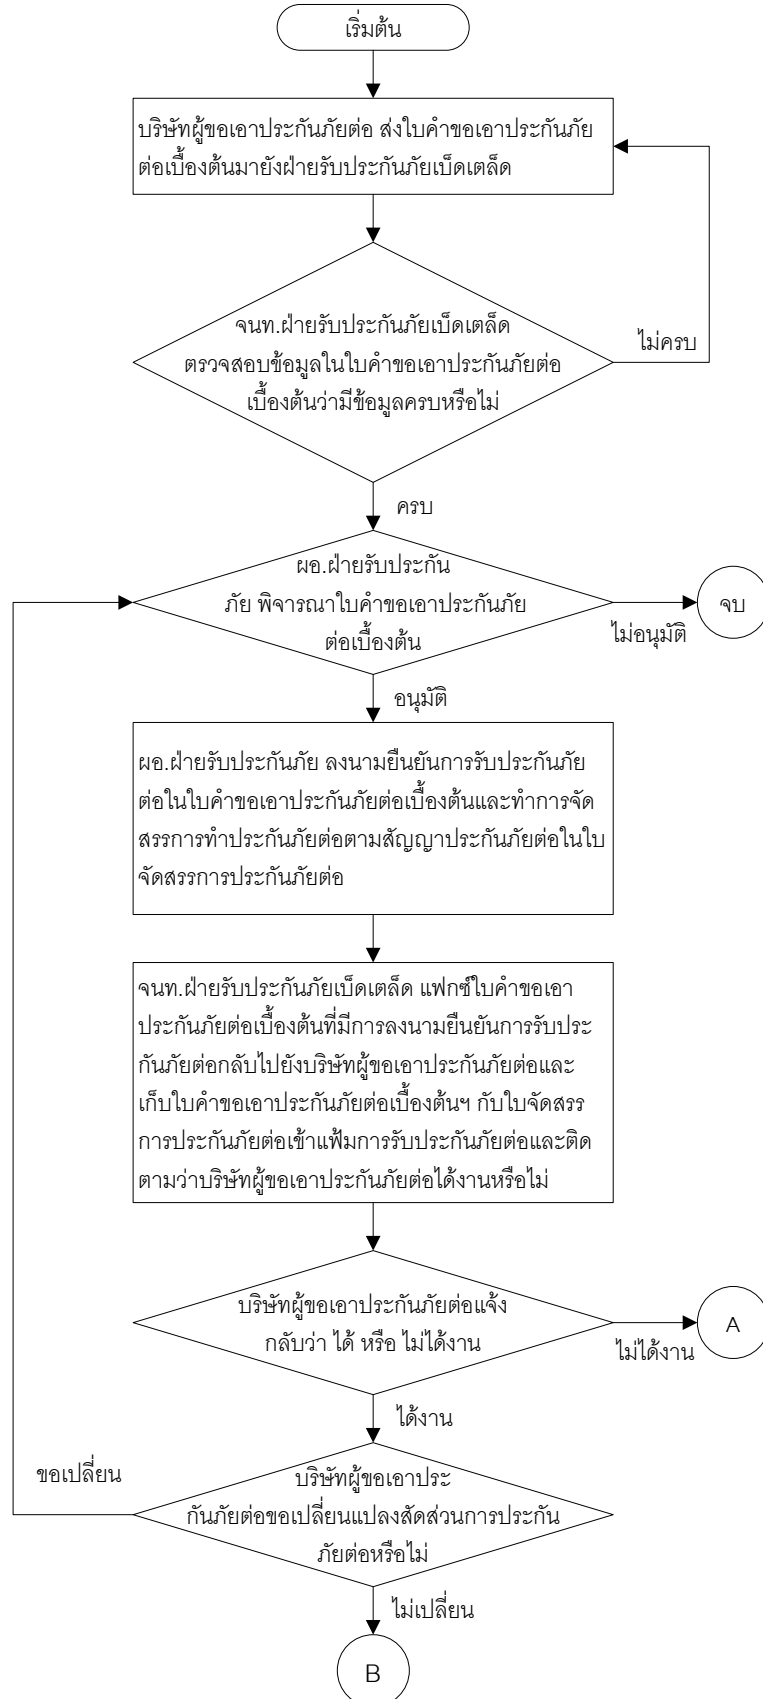 เริ่มต้น
บริษัทผู้ขอเอาประกันภัยต่อ ส่งใบคำขอเอาประกันภัย
ต่อเบื้องต้นมายังฝ่ายรับประกันภัยเบ็ดเตล็ด
จนท.ฝ่ายรับประกันภัยเบ็ดเตล็ด
ตรวจสอบข้อมูลในใบคำขอเอาประกันภัยต่อ
เบื้องต้นว่ามีข้อมูลครบหรือไม่
ไม่ครบ
ครบ
ผอ.ฝ่ายรับประกัน
ภัย พิจารณาใบคำขอเอาประกันภัย
ต่อเบื้องต้น
จบ
ไม่อนุมัติ
อนุมัติ
ผอ.ฝ่ายรับประกันภัย ลงนามยืนยันการรับประกันภัย
ต่อในใบคำขอเอาประกันภัยต่อเบื้องต้นและทำการจัด
สรรการทำประกันภัยต่อตามสัญญาประกันภัยต่อในใบ
จัดสรรการประกันภัยต่อ
จนท.ฝ่ายรับประกันภัยเบ็ดเตล็ด แฟกซ์ใบคำขอเอา
ประกันภัยต่อเบื้องต้นที่มีการลงนามยืนยันการรับประ
กันภัยต่อกลับไปยังบริษัทผู้ขอเอาประกันภัยต่อและ
เก็บใบคำขอเอาประกันภัยต่อเบื้องต้นฯ กับใบจัดสรร
การประกันภัยต่อเข้าแฟ้มการรับประกันภัยต่อและติด
ตามว่าบริษัทผู้ขอเอาประกันภัยต่อได้งานหรือไม่
บริษัทผู้ขอเอาประกันภัยต่อแจ้ง
กลับว่า ได้ หรือ ไม่ได้งาน
A
ไม่ได้งาน
ได้งาน
ขอเปลี่ยน
บริษัทผู้ขอเอาประ
กันภัยต่อขอเปลี่ยนแปลงสัดส่วนการประกัน
ภัยต่อหรือไม่
ไม่เปลี่ยน
B